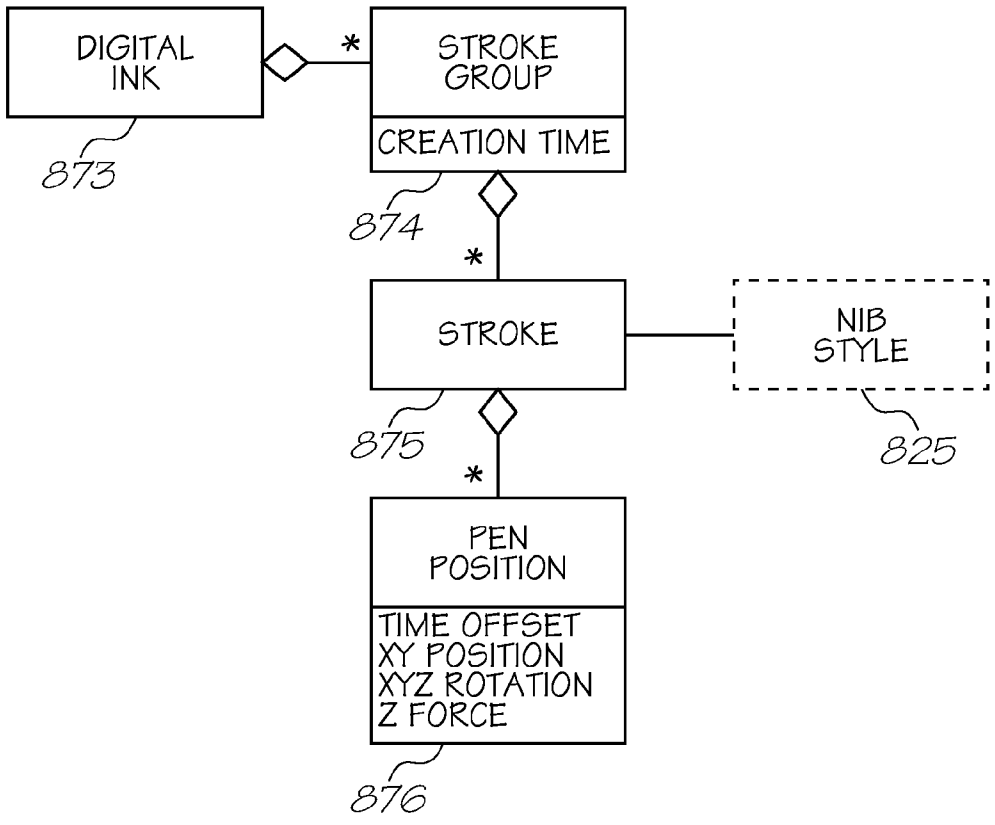 DIGITAL
INK
*
STROKE
GROUP
CREATION TIME
873
874
*
STROKE
NIB
STYLE
875
825
*
PEN
POSITION
TIME OFFSET
XY POSITION
XYZ ROTATION
Z FORCE
876